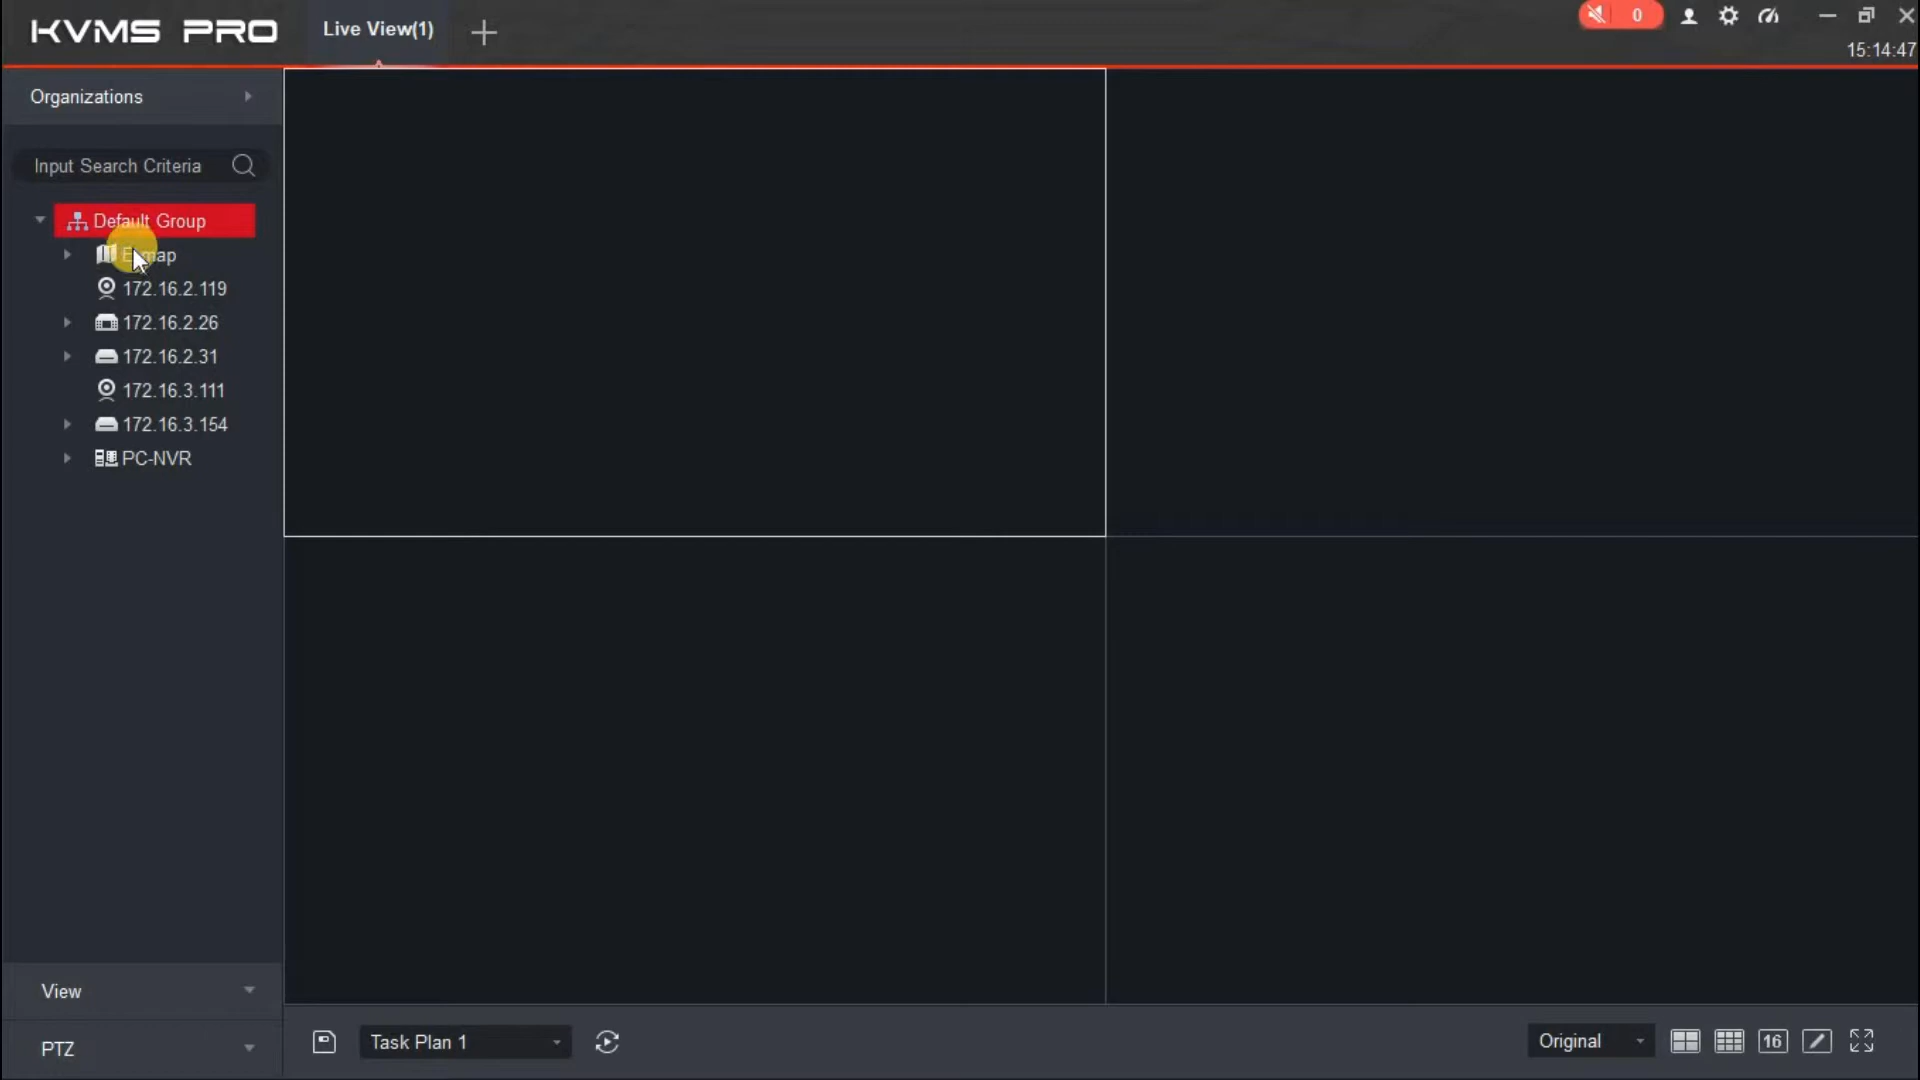 KVMS PRO
Live View(1)
0
15:14:47
Organizations
Input Search Criteria
Default Group
E-map
172.16.2.119
172.16.2.26
172.16.2.31
172.16.3.111
172.16.3.154
PC-NVR
View
PTZ
Task Plan 1
Original
16